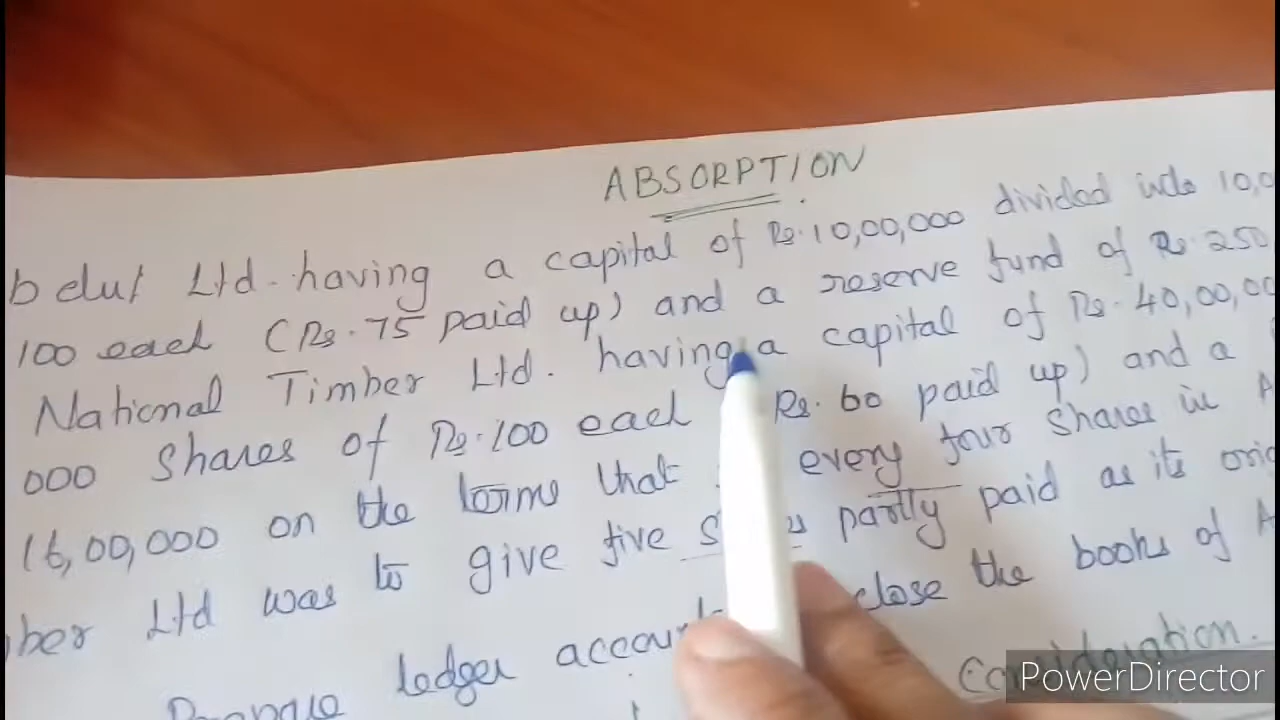 ABSORPTION
Ltd. having a capital of Rs. 10,00,000 divided into 10,0
100 each (Rs. 75 paid up) and a reserve fund of Rs. 250
National Timber Ltd. having a capital of Rs. 40,00,00
000 shares of Rs. 100 each Rs. 60 paid up) and a
16,00,000 on the terms that every four shares in A
ber Ltd was to give five partly paid as its orig
ledger close the books of A
Consideration.
PowerDirector